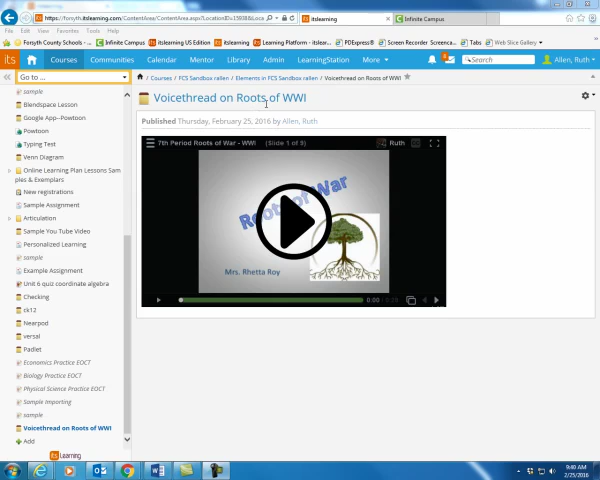 https://forsyth.itslearning.com/ContentArea/ContentArea.aspx?LocationID=13938&Loca
itslearning
Infinite Campus
File Edit View Favorites Tools Help
Forsyth County Schools - ... Infinite Campus itslearning US Edition itslearning Learning Platform - itslear... PDExpress® Screen Recorder Screenca... Tabs Web Slice Gallery
its Courses Communities Calendar Mentor Library Admin LearningStation More Search Allen, Ruth
Go to ...
/ Courses / FCS Sandbox rallen / Elements in FCS Sandbox rallen / Voicethread on Roots of WWI
Voicethread on Roots of WWI
Published Thursday, February 25, 2016 by Allen, Ruth
sample
Blendspace Lesson
Google App--Powtoon
Powtoon
Typing Test
Venn Diagram
Online Learning Plan Lessons Sam
ples & Exemplars
New registrations
Sample Assignment
Articulation
Sample You Tube Video
Personalized Learning
sample
Example Assignment
Unit 6 quiz coordinate algebra
Checking
ck12
Nearpod
versal
Padlet
Economics Practice EOCT
Biology Practice EOCT
Physical Science Practice EOCT
Sample Importing
sample
Voicethread on Roots of WWI
Add
its Learning
7th Period Roots of War - WWI (Slide 1 of 9)
Ruth
Roots of War
Mrs. Rhetta Roy
0:00
9:49 AM
2/25/2016